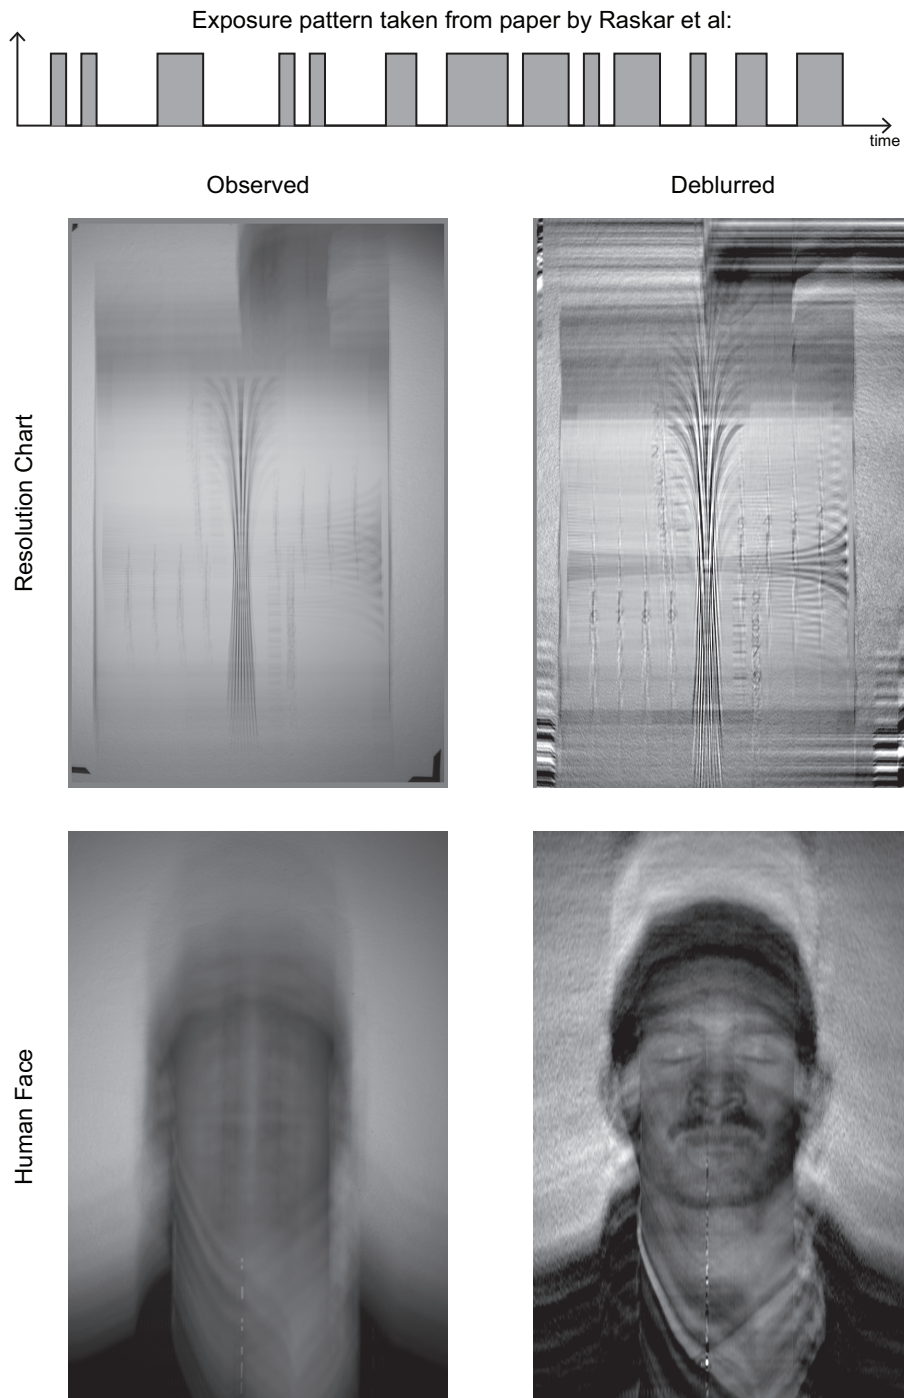 Exposure pattern taken from paper by Raskar et al:
time
Observed
Deblurred
Resolution Chart
Human Face